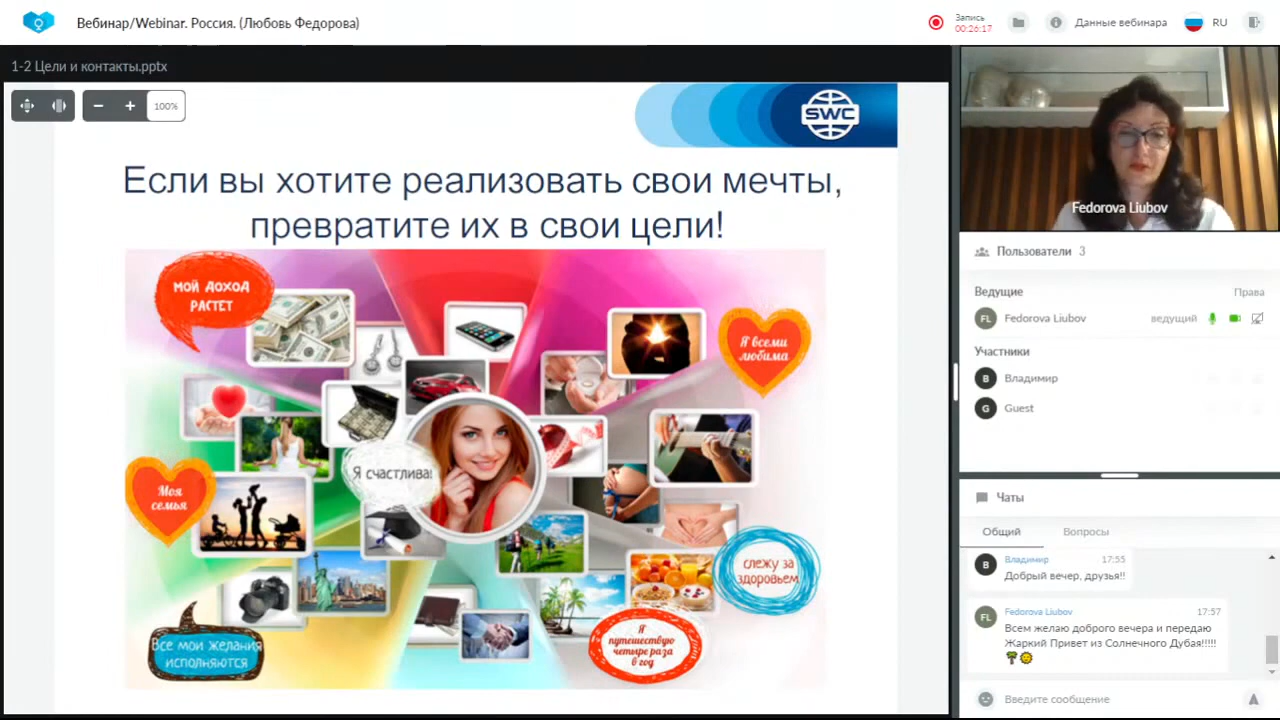 Вебинар/Webinar. Россия. (Любовь Федорова)
Запись
00:26:17
Данные вебинара
RU
1-2 Цели и контакты.pptx
100%
SWC
Если вы хотите реализовать свои мечты,
превратите их в свои цели!
МОЙ ДОХОД
РАСТЕТ
Я всеми
любима
Я счастлива!
Моя
семья
слежу за
здоровьем
Все мои желания
исполняются
Я
путешествую
четыре раза
в год
Fedorova Liubov
Пользователи 3
Ведущие
Права
FL
Fedorova Liubov
ведущий
Участники
В
Владимир
G
Guest
Чаты
Общий
Вопросы
В
Владимир
17:55
Добрый вечер, друзья!!
FL
Fedorova Liubov
17:57
Всем желаю доброго вечера и передаю
Жаркий Привет из Солнечного Дубая!!!!!
Введите сообщение